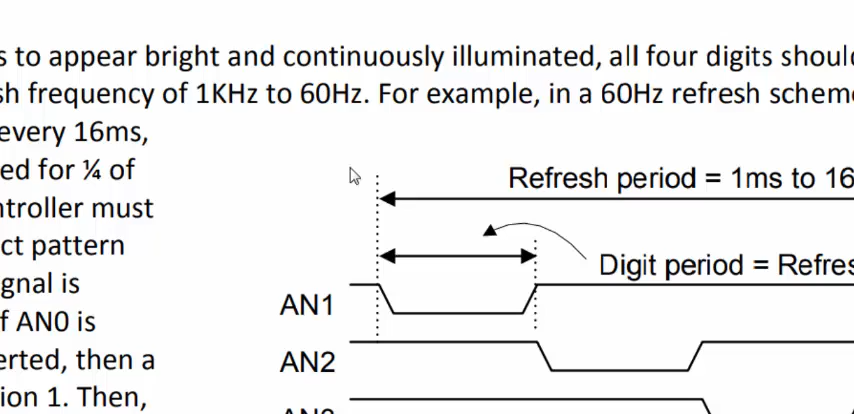 s to appear bright and continuously illuminated, all four digits should
sh frequency of 1KHz to 60Hz. For example, in a 60Hz refresh scheme
every 16ms,
ed for ¼ of
ntroller must
ct pattern
gnal is
f AN0 is
erted, then a
ion 1. Then,
Refresh period = 1ms to 16
Digit period = Refres
AN1
AN2